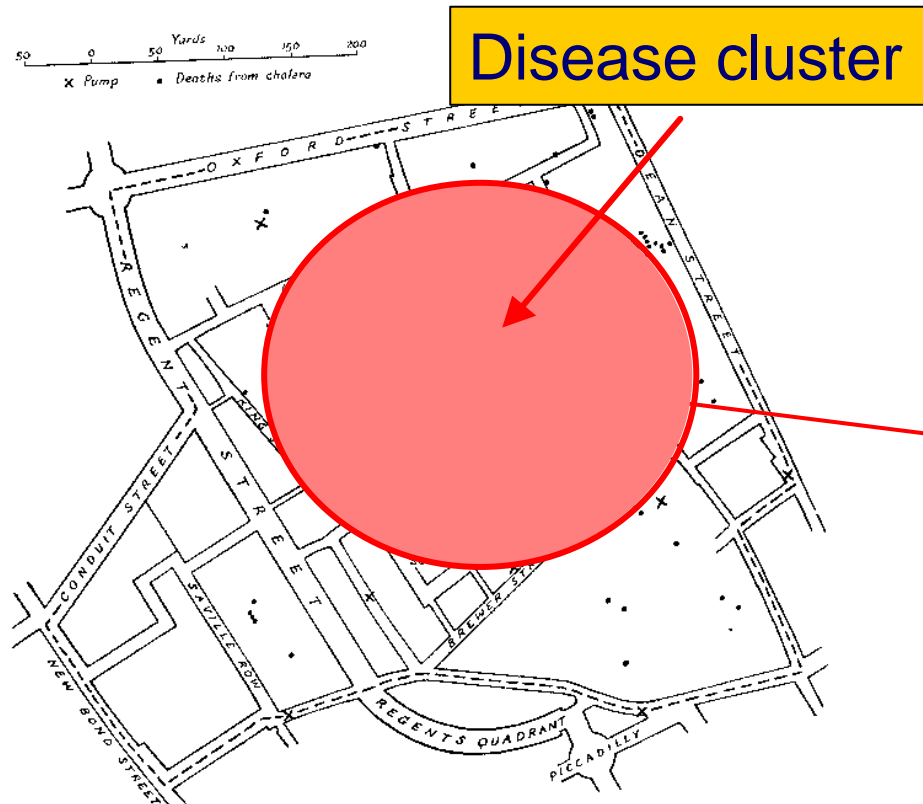 Yards
50 0 50 100 150 200
x Pump • Deaths from cholera
Disease cluster
OXFORD STREE
DEAN STREET
REGENT STREET
KING
CONDUIT STREET
SAVILLE ROW
BREWER ST
NEW BOND STREET
REGENTS QUADRANT
PICCADILLY